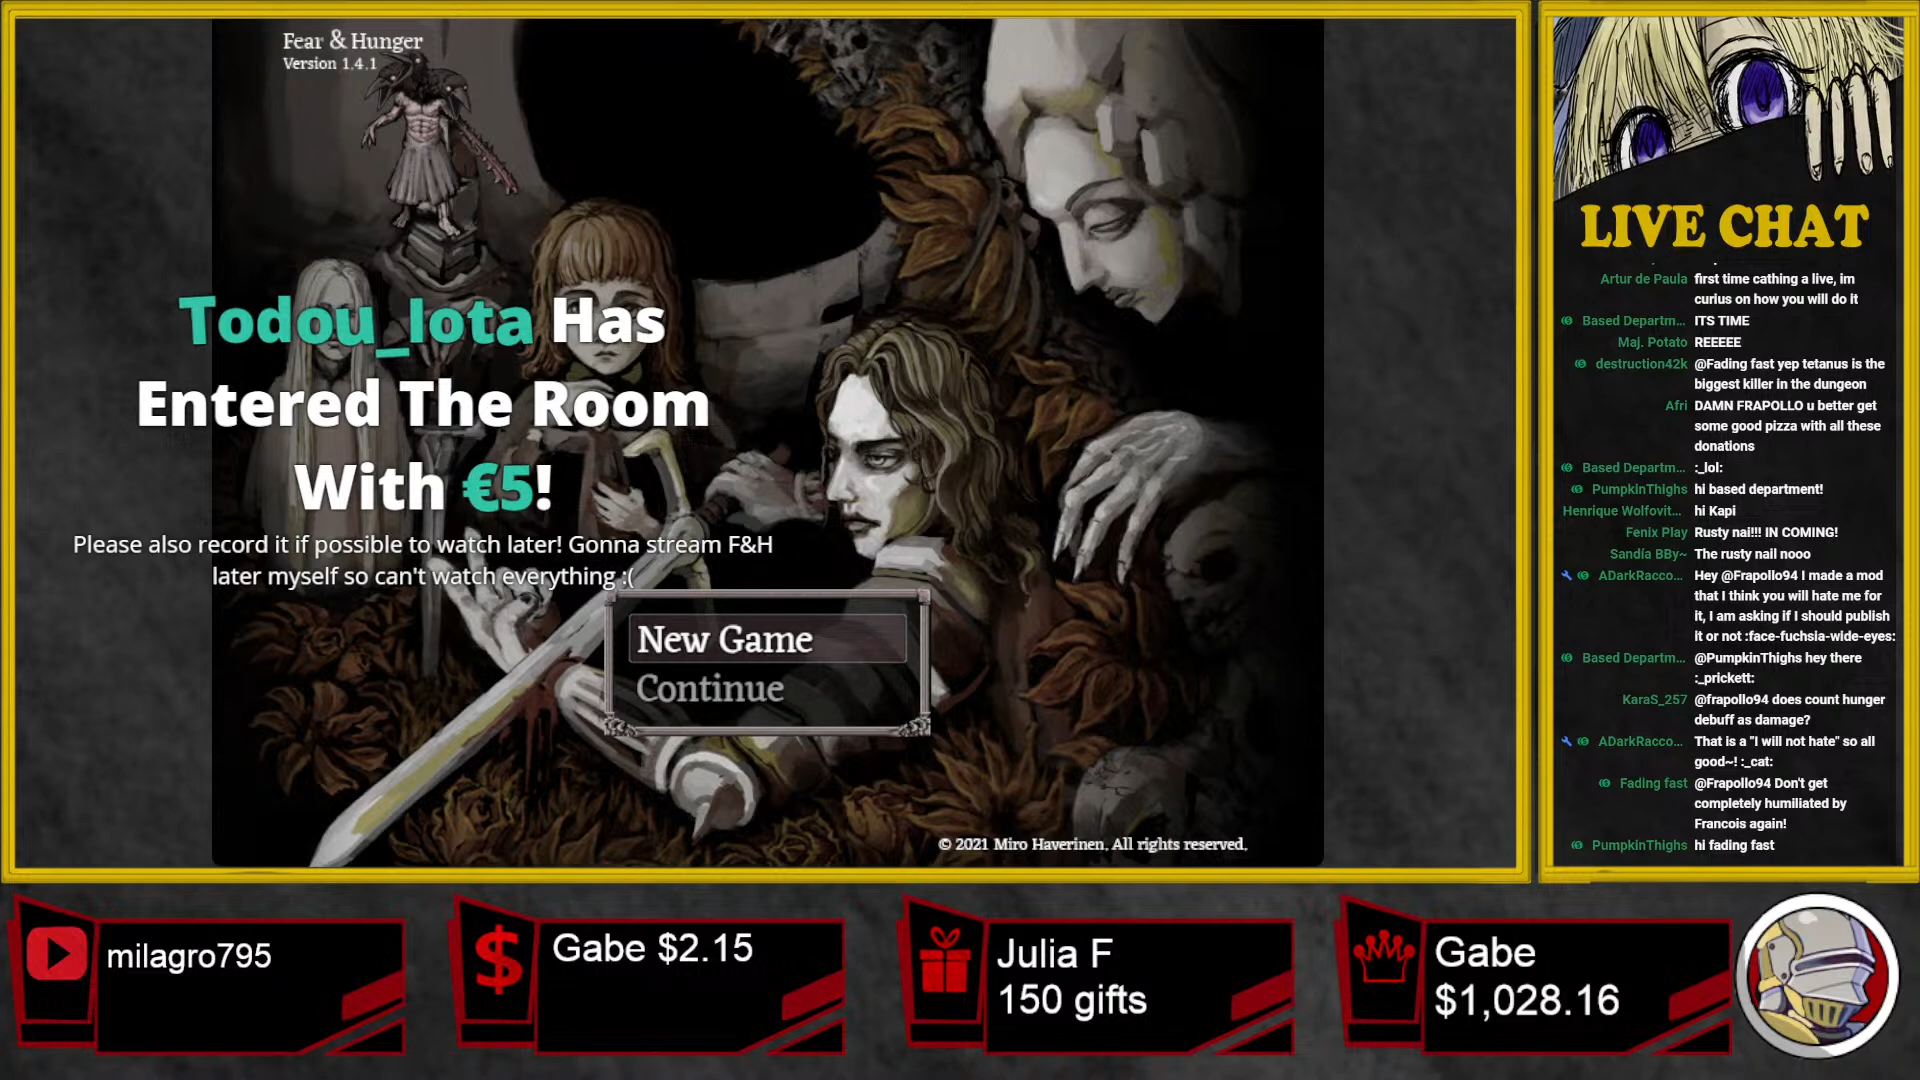 Fear & Hunger
Version 1.4.1
Todou_Iota Has
Entered The Room
With €5!
Please also record it if possible to watch later! Gonna stream F&H
later myself so can't watch everything :(
New Game
Continue
© 2021 Miro Haverinen. All rights reserved.
LIVE CHAT
Artur de Paula first time cathing a live, im
curius on how you will do it
Based Departm... ITS TIME
Maj. Potato REEEEE
destruction42k @Fading fast yep tetanus is the
biggest killer in the dungeon
Afri DAMN FRAPOLLO u better get
some good pizza with all these
donations
Based Departm... :_lol:
PumpkinThighs hi based department!
Henrique Wolfovit... hi Kapi
Fenix Play Rusty nai!!! IN COMING!
Sandía BBy~ The rusty nail nooo
ADarkRacco... Hey @Frapollo94 I made a mod
that I think you will hate me for
it, I am asking if I should publish
it or not :face-fuchsia-wide-eyes:
Based Departm... @PumpkinThighs hey there
:_prickett:
KaraS_257 @frapollo94 does count hunger
debuff as damage?
ADarkRacco... That is a "I will not hate" so all
good~! :_cat:
Fading fast @Frapollo94 Don't get
completely humiliated by
Francois again!
PumpkinThighs hi fading fast
milagro795
$ Gabe $2.15
Julia F
150 gifts
Gabe
$1,028.16